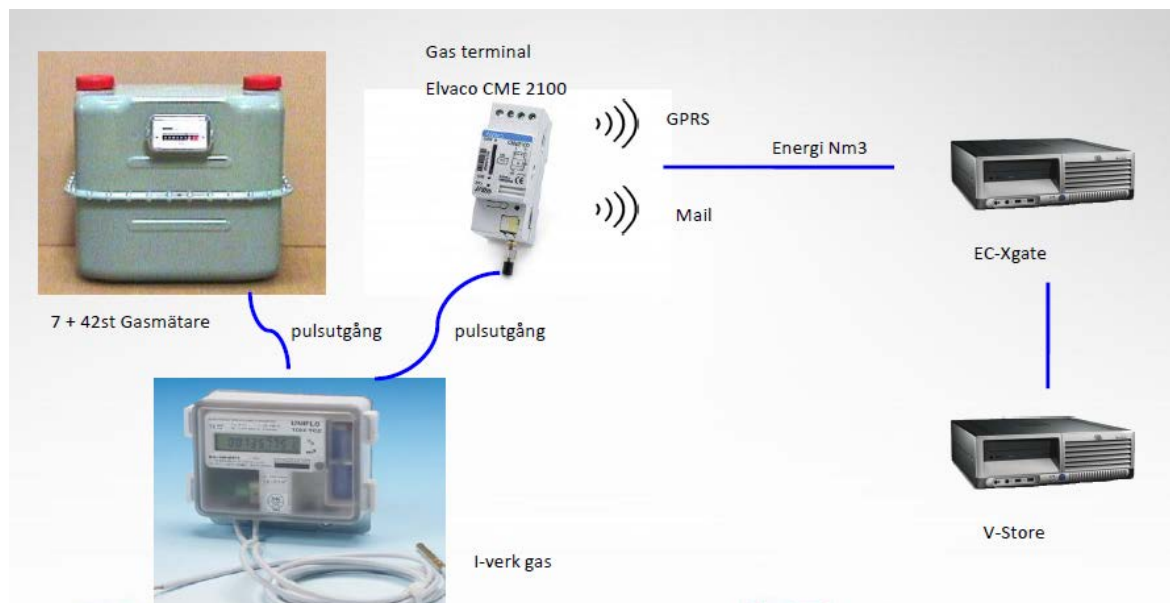 Gas terminal
Elvaco CME 2100
GPRS
Energi Nm3
Mail
EC-Xgate
7 + 42st Gasmätare
pulsutgång
pulsutgång
UNIFLO
I-verk gas
V-Store